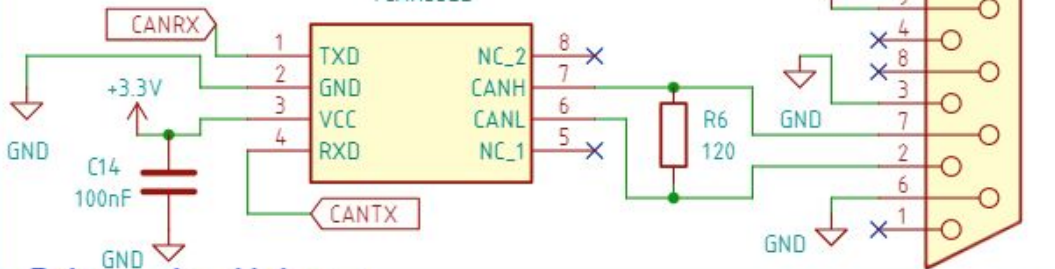 CANRX
1 TXD NC_2 8
2 GND CANH 7
3 VCC CANL 6
4 RXD NC_1 5
+3.3V
GND
C14
100nF
GND
CANTX
R6
120
GND
GND
4
8
3
7
2
6
1